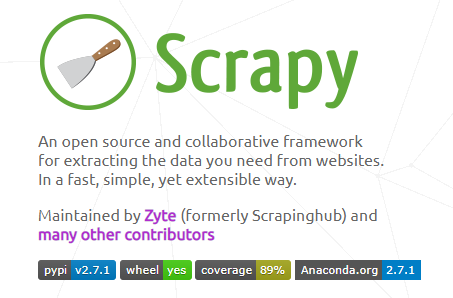 Scrapy
An open source and collaborative framework
for extracting the data you need from websites.
In a fast, simple, yet extensible way.
Maintained by Zyte (formerly Scrapinghub) and
many other contributors
pypi v2.7.1 wheel yes coverage 89% Anaconda.org 2.7.1